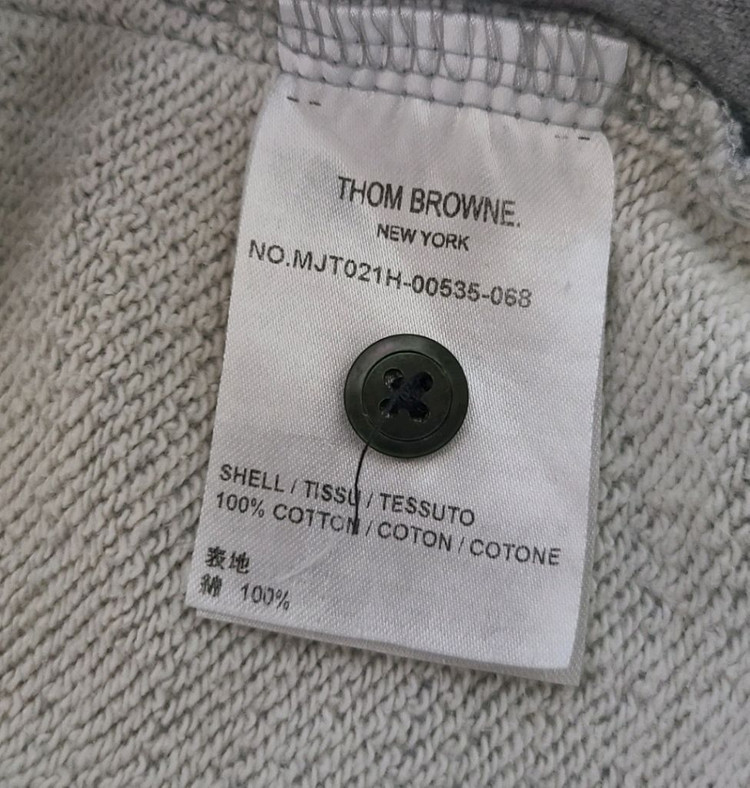 THOM BROWNE.
NEW YORK
NO.MJT021H-00535-068
SHELL / TISSU / TESSUTO
100% COTTON / COTON / COTONE
表地
綿 100%